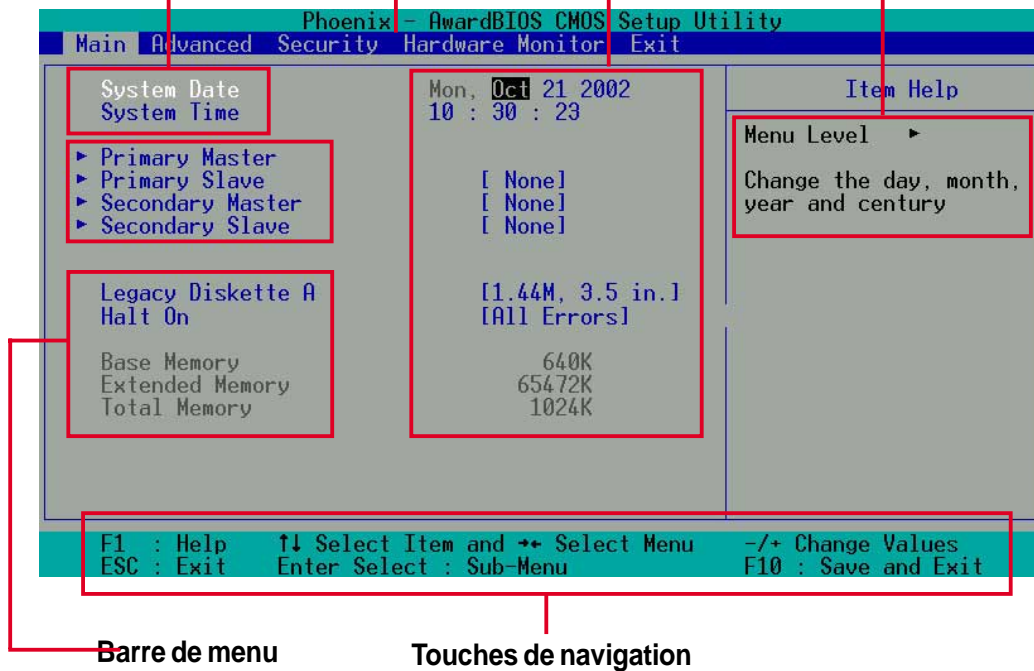 Phoenix - AwardBIOS CMOS Setup Utility
Main Advanced Security Hardware Monitor Exit
System Date Mon, Oct 21 2002
System Time 10 : 30 : 23
Item Help
Menu Level ►
► Primary Master
► Primary Slave [ None]
► Secondary Master [ None]
► Secondary Slave [ None]
Change the day, month,
year and century
Legacy Diskette A [1.44M, 3.5 in.]
Halt On [All Errors]
Base Memory 640K
Extended Memory 65472K
Total Memory 1024K
F1 : Help ↑↓ Select Item and →← Select Menu -/+ Change Values
ESC : Exit Enter Select : Sub-Menu F10 : Save and Exit
Barre de menu
Touches de navigation